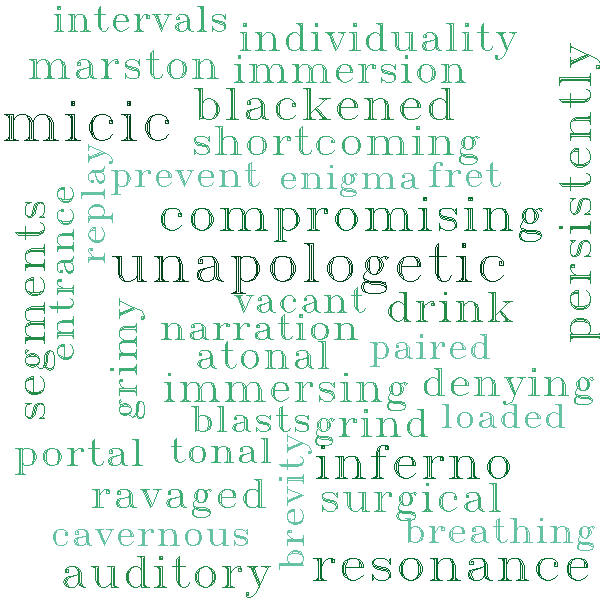 intervals
individuality
marston
immersion
persistently
micic
blackened
shortcoming
replay
prevent
enigma
fret
segments
entrance
compromising
unapologetic
vacant
drink
grimy
narration
atonal
paired
immersing
denying
blasts
grind
loaded
portal
tonal
brevity
inferno
ravaged
surgical
cavernous
breathing
auditory
resonance